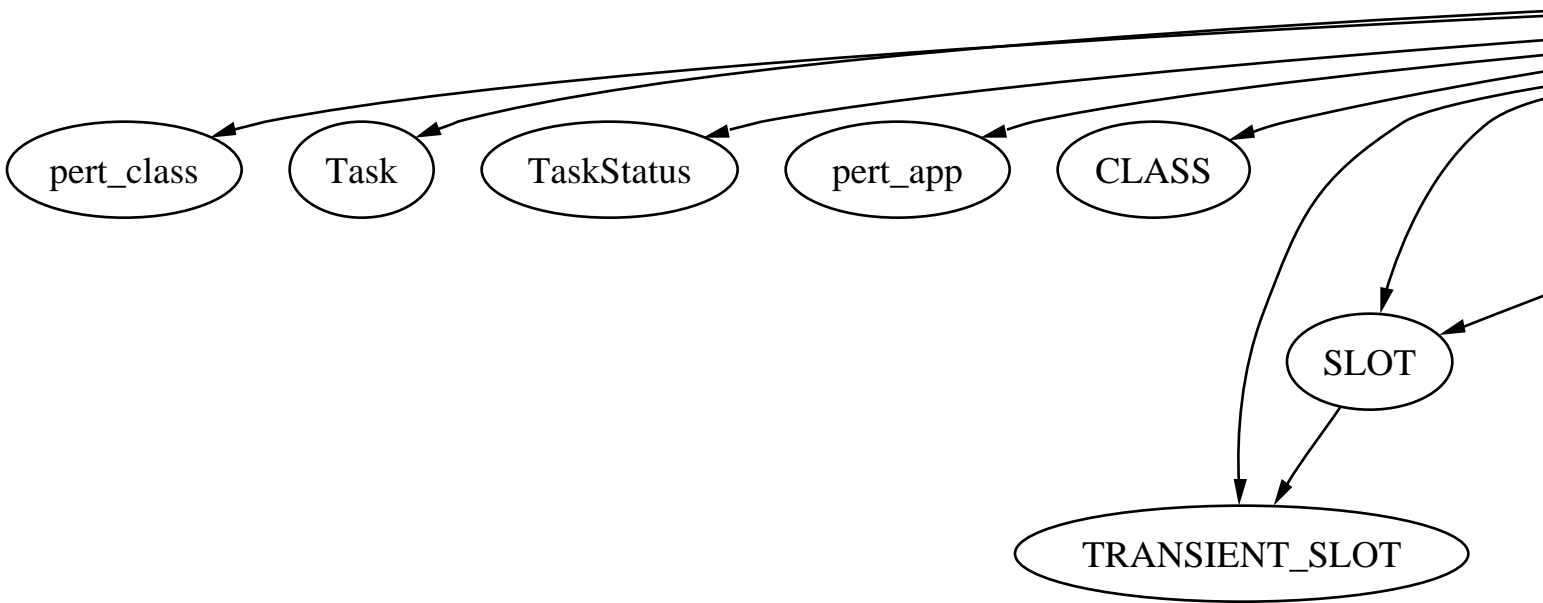 pert_class
Task
TaskStatus
pert_app
CLASS
SLOT
TRANSIENT_SLOT